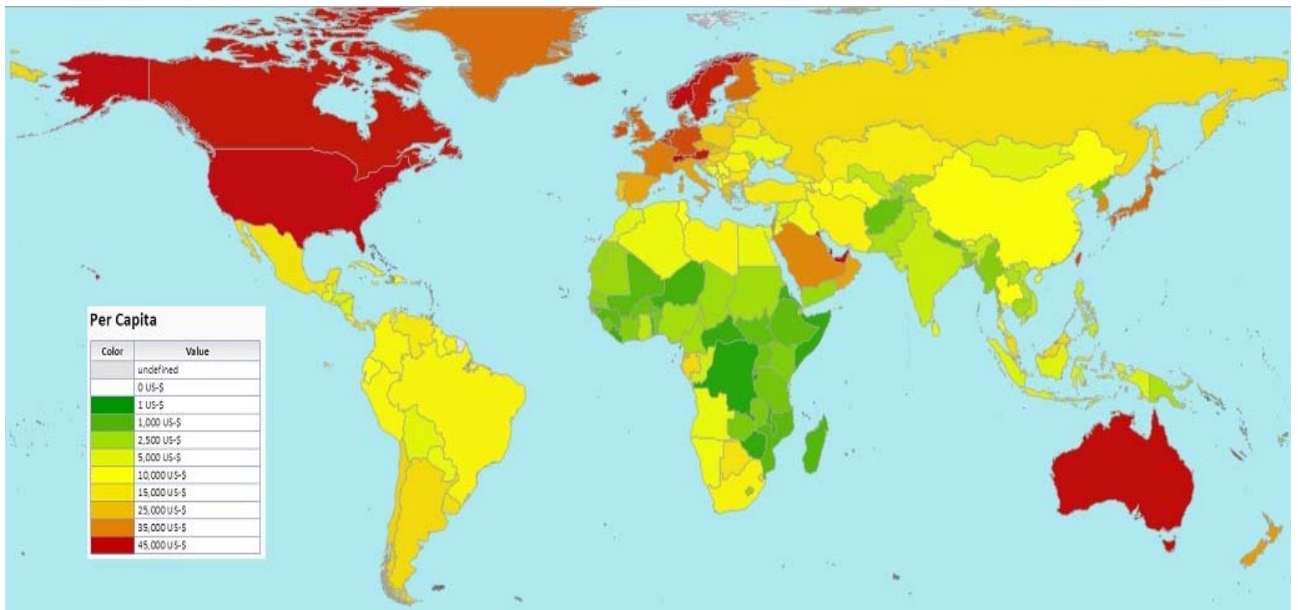 Per Capita
Color Value
undefined
0 US-$
1 US-$
1,000 US-$
2,500 US-$
5,000 US-$
10,000 US-$
15,000 US-$
25,000 US-$
35,000 US-$
45,000 US-$